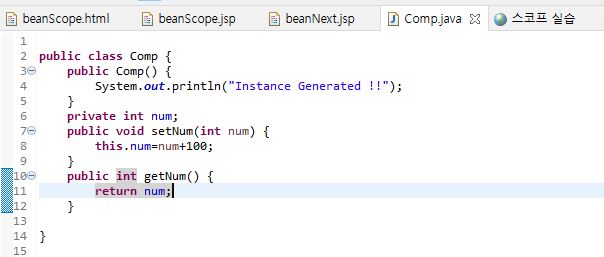 beanScope.html beanScope.jsp beanNext.jsp Comp.java 스코프 실습
1
2 public class Comp {
3 public Comp() {
4 System.out.println("Instance Generated !!");
5 }
6 private int num;
7 public void setNum(int num) {
8 this.num=num+100;
9 }
10 public int getNum() {
11 return num;
12 }
13
14 }
15